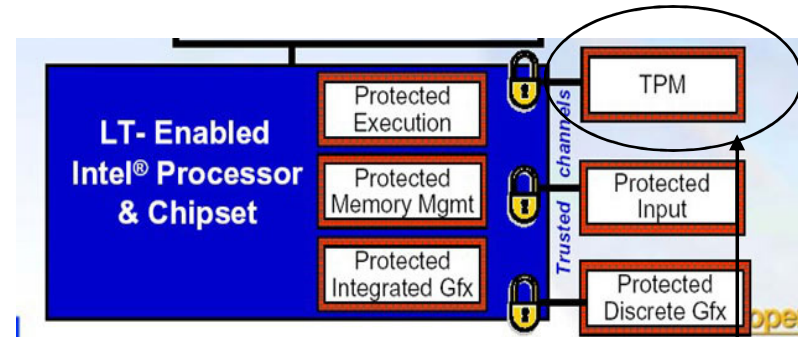 LT- Enabled
Intel® Processor
& Chipset
Protected
Execution
Protected
Memory Mgmt
Protected
Integrated Gfx
Trusted channels
TPM
Protected
Input
Protected
Discrete Gfx
ope